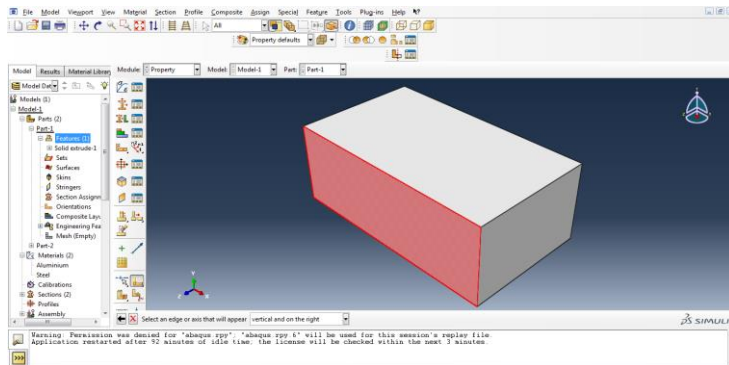 File Model Viewport View Material Section Profile Composite Assign Special Feature Tools Plug-ins Help
All
Property defaults
Model Results Material Library Module: Property Model: Model-1 Part: Part-1
Model Dat
Models (1)
Model-1
Parts (2)
Part-1
Features (1)
Solid extrude-1
Sets
Surfaces
Skins
Stringers
Section Assignm
Orientations
Composite Layu
Engineering Fea
Mesh (Empty)
Part-2
Materials (2)
Aluminium
Steel
Calibrations
Sections (2)
Profiles
Assembly
Y
Z X
Select an edge or axis that will appear vertical and on the right
SIMULI
Warning: Permission was denied for "abaqus.rpy"; "abaqus.rpy.6" will be used for this session's replay file.
Application restarted after 92 minutes of idle time; the license will be checked within the next 3 minutes.
>>>